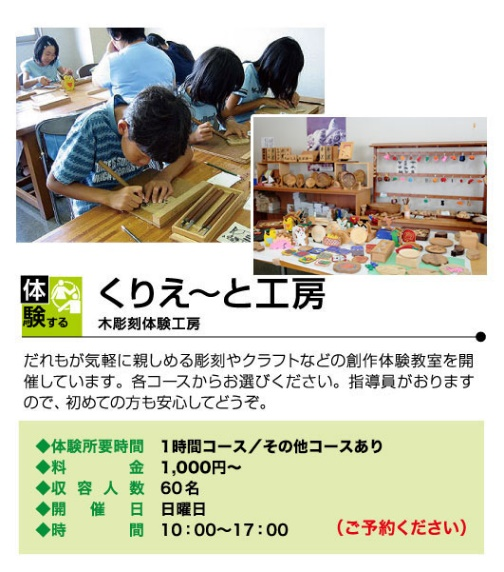 体験する
くりえ〜と工房
木彫刻体験工房
だれもが気軽に親しめる彫刻やクラフトなどの創作体験教室を開
催しています。各コースからお選びください。指導員がおります
ので、初めての方も安心してどうぞ。
◆体験所要時間 1時間コース／その他コースあり
◆料金 1,000円〜
◆収容人数 60名
◆開催日 日曜日
◆時間 10：00〜17：00 （ご予約ください）